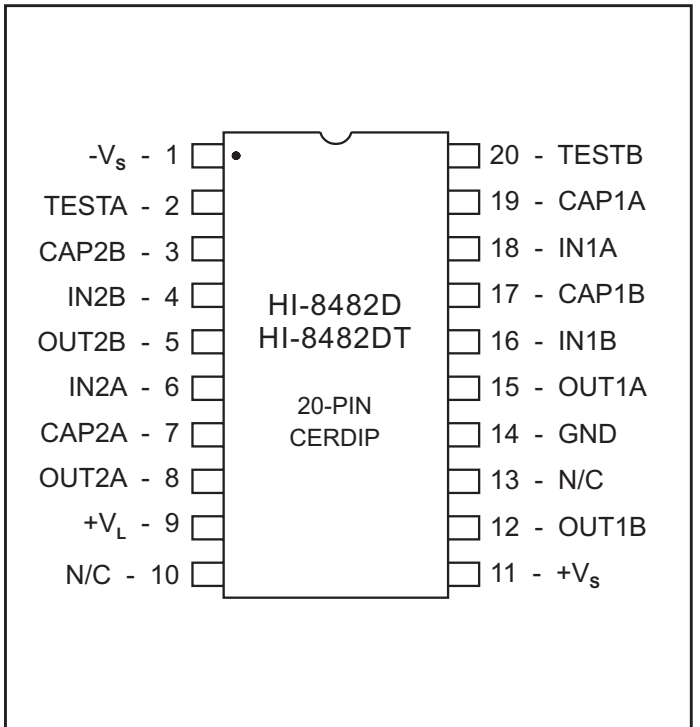 -Vs - 1
TESTA - 2
CAP2B - 3
IN2B - 4
OUT2B - 5
IN2A - 6
CAP2A - 7
OUT2A - 8
+VL - 9
N/C - 10
HI-8482D
HI-8482DT
20-PIN
CERDIP
20 - TESTB
19 - CAP1A
18 - IN1A
17 - CAP1B
16 - IN1B
15 - OUT1A
14 - GND
13 - N/C
12 - OUT1B
11 - +Vs